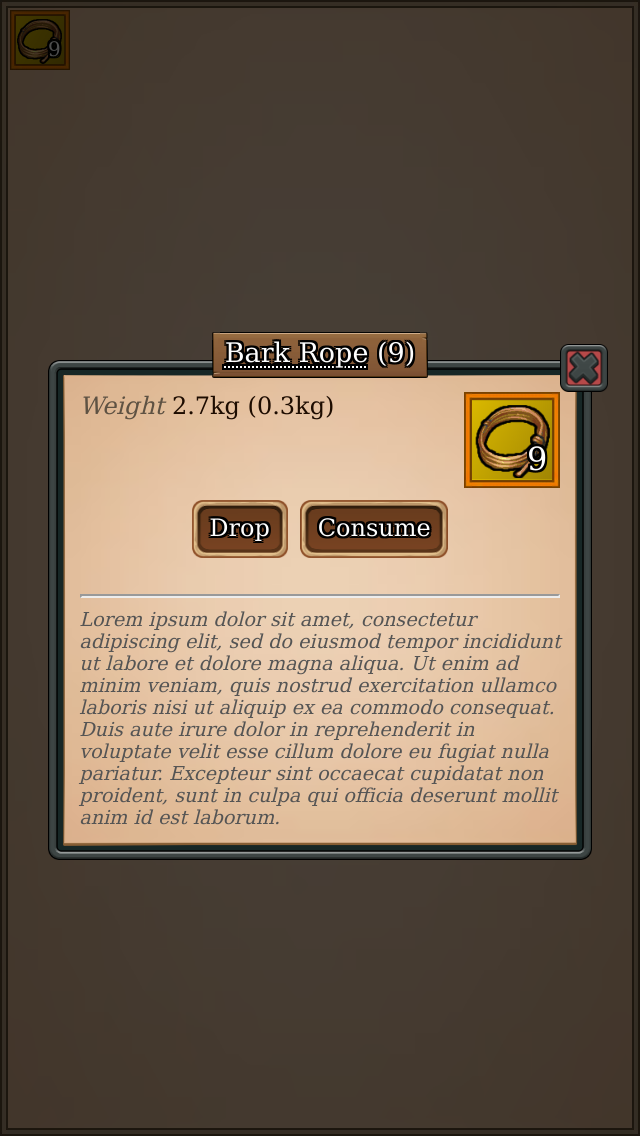 9
Bark Rope (9)
Weight 2.7kg (0.3kg)
9
Drop
Consume
Lorem ipsum dolor sit amet, consectetur
adipiscing elit, sed do eiusmod tempor incididunt
ut labore et dolore magna aliqua. Ut enim ad
minim veniam, quis nostrud exercitation ullamco
laboris nisi ut aliquip ex ea commodo consequat.
Duis aute irure dolor in reprehenderit in
voluptate velit esse cillum dolore eu fugiat nulla
pariatur. Excepteur sint occaecat cupidatat non
proident, sunt in culpa qui officia deserunt mollit
anim id est laborum.